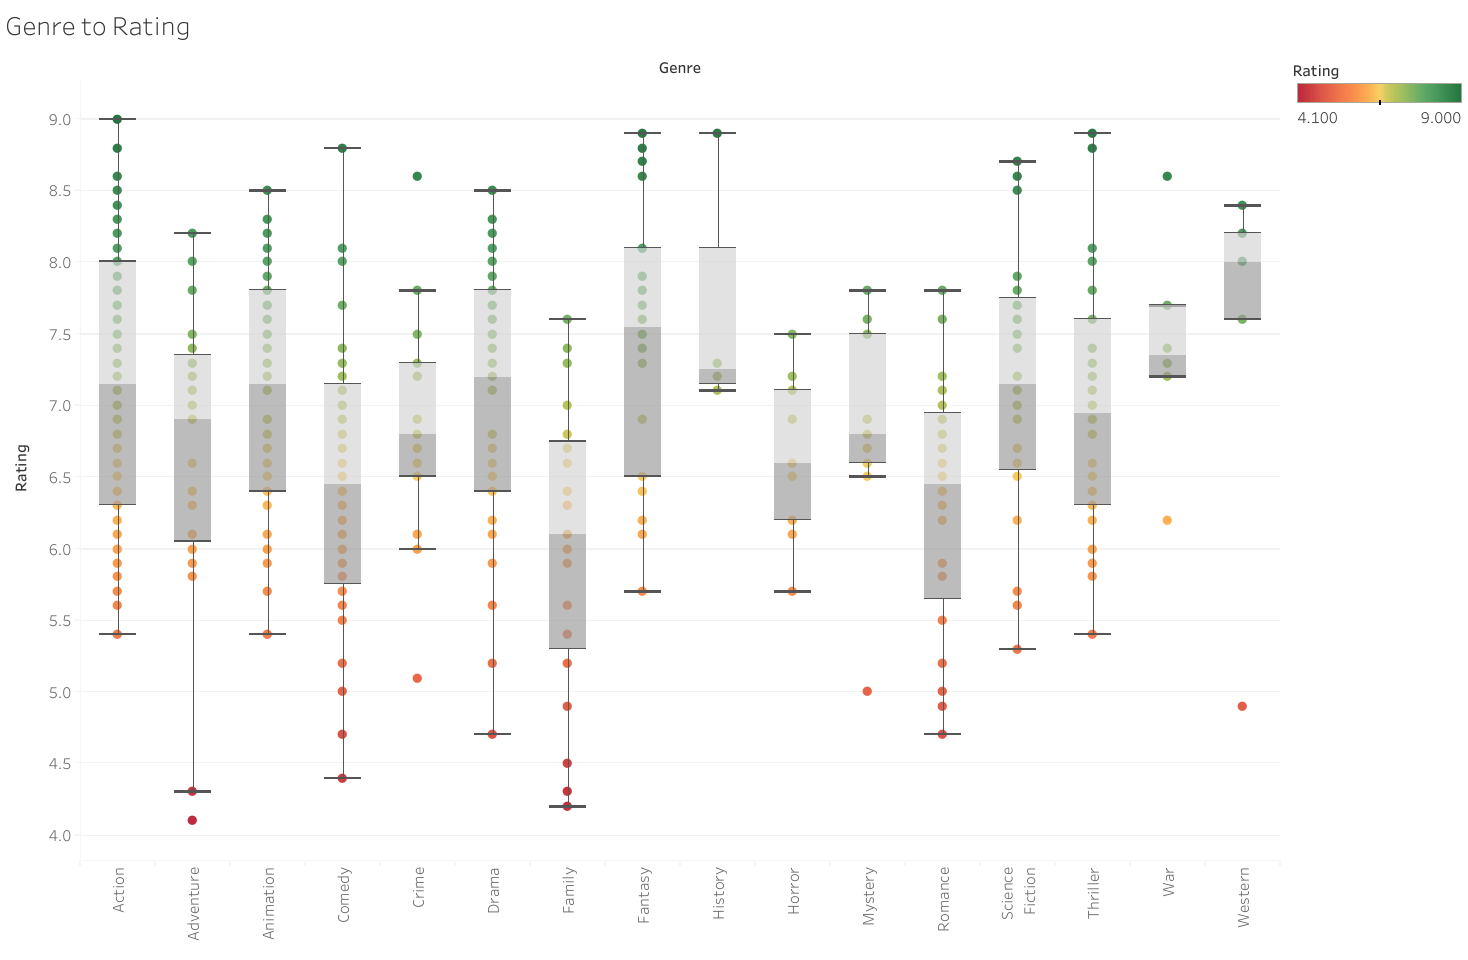 Genre to Rating
Genre
Rating
4.100 9.000
9.0
8.5
8.0
7.5
7.0
6.5
6.0
5.5
5.0
4.5
4.0
Rating
Action
Adventure
Animation
Comedy
Crime
Drama
Family
Fantasy
History
Horror
Mystery
Romance
Science
Fiction
Thriller
War
Western